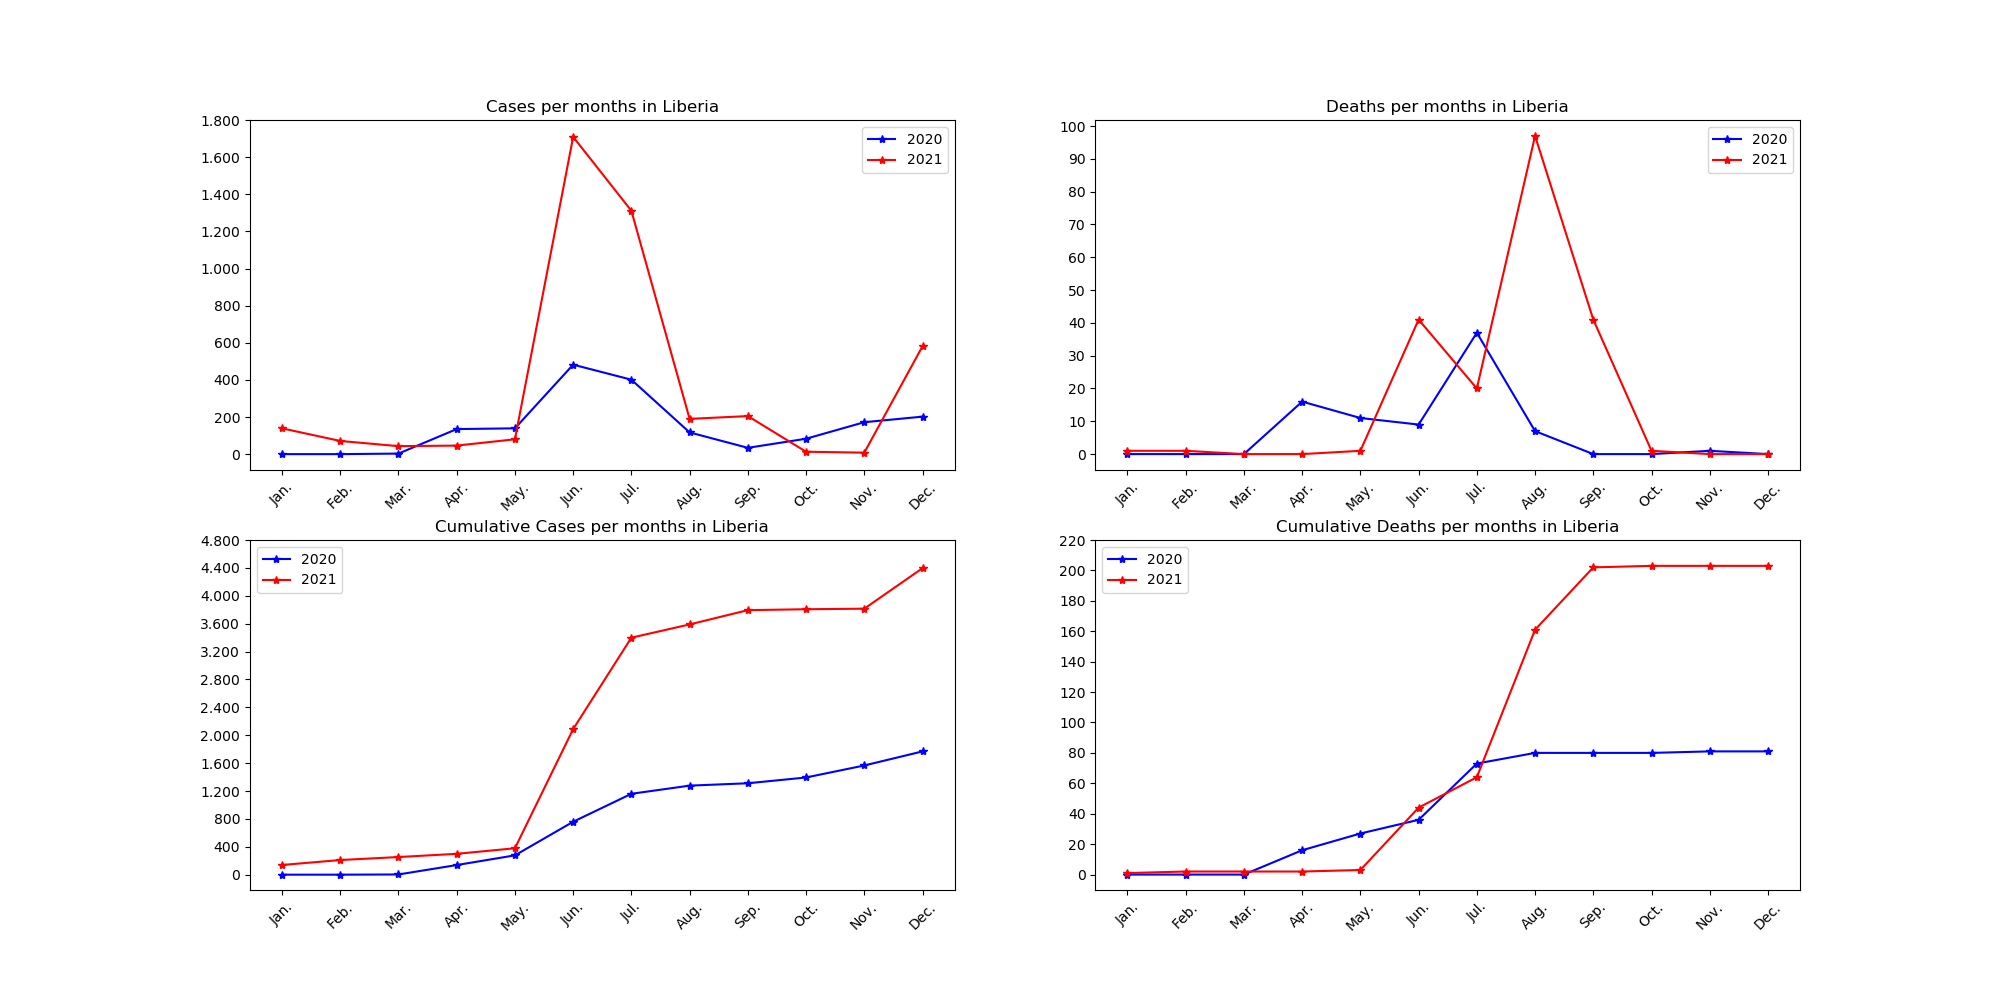 Cases per months in Liberia
1.800
1.600
1.400
1.200
1.000
800
600
400
200
0
2020
2021
Jan.
Feb.
Mar.
Apr.
May.
Jun.
Jul.
Aug.
Sep.
Oct.
Nov.
Dec.
Deaths per months in Liberia
100
90
80
70
60
50
40
30
20
10
0
2020
2021
Jan.
Feb.
Mar.
Apr.
May.
Jun.
Jul.
Aug.
Sep.
Oct.
Nov.
Dec.
Cumulative Cases per months in Liberia
4.800
4.400
4.000
3.600
3.200
2.800
2.400
2.000
1.600
1.200
800
400
0
2020
2021
Jan.
Feb.
Mar.
Apr.
May.
Jun.
Jul.
Aug.
Sep.
Oct.
Nov.
Dec.
Cumulative Deaths per months in Liberia
220
200
180
160
140
120
100
80
60
40
20
0
2020
2021
Jan.
Feb.
Mar.
Apr.
May.
Jun.
Jul.
Aug.
Sep.
Oct.
Nov.
Dec.